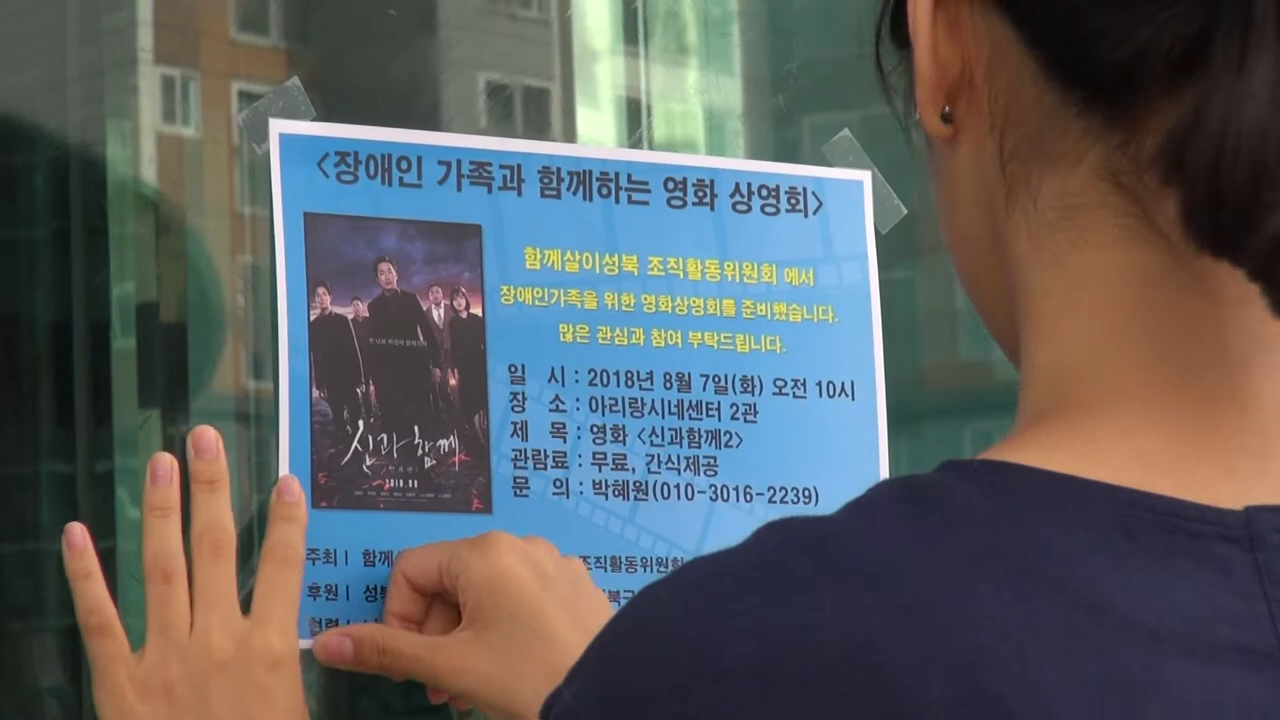 <장애인 가족과 함께하는 영화 상영회>
함께살이성북 조직활동위원회 에서
장애인가족을 위한 영화상영회를 준비했습니다.
많은 관심과 참여 부탁드립니다.
일 시 : 2018년 8월 7일(화) 오전 10시
장 소 : 아리랑시네센터 2관
제 목 : 영화 <신과함께2>
관람료 : 무료, 간식제공
문 의 : 박혜원(010-3016-2239)
신과함께
2018.08
주최 | 조직활동위원회
후원 |
협력 |